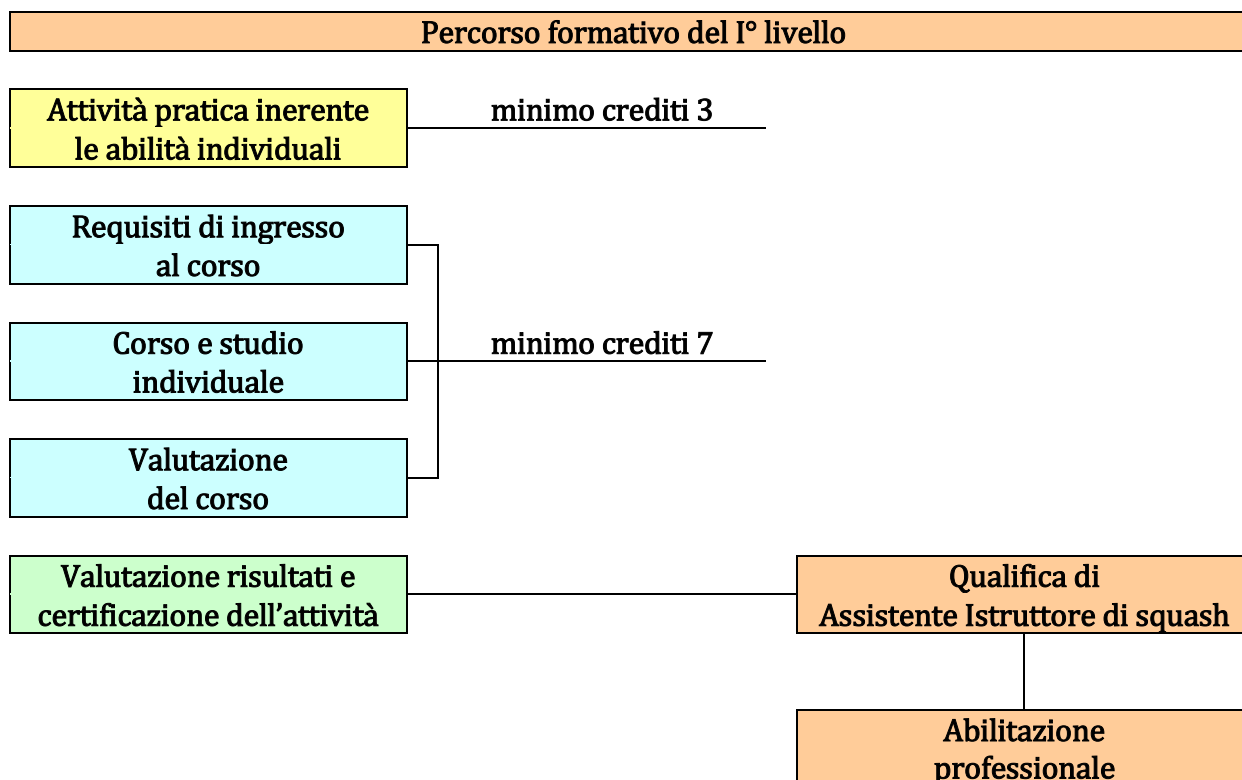 Percorso formativo del I° livello
Attività pratica inerente
le abilità individuali
minimo crediti 3
Requisiti di ingresso
al corso
Corso e studio
individuale
minimo crediti 7
Valutazione
del corso
Valutazione risultati e
certificazione dell’attività
Qualifica di
Assistente Istruttore di squash
Abilitazione
professionale